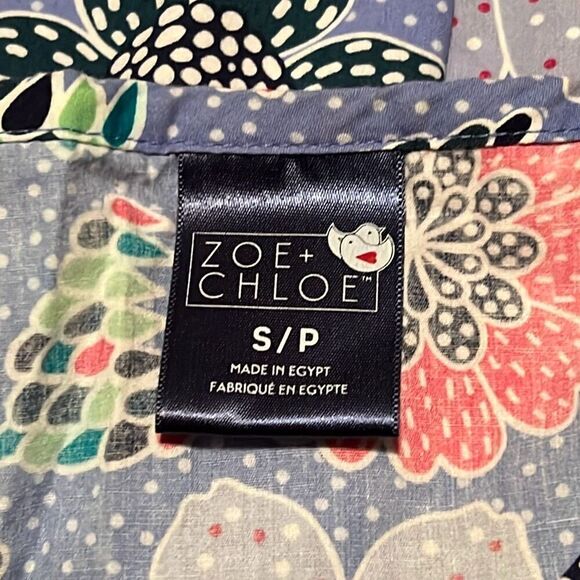 ZOE+
CHLOE™
S/P
MADE IN EGYPT
FABRIQUÉ EN EGYPTE